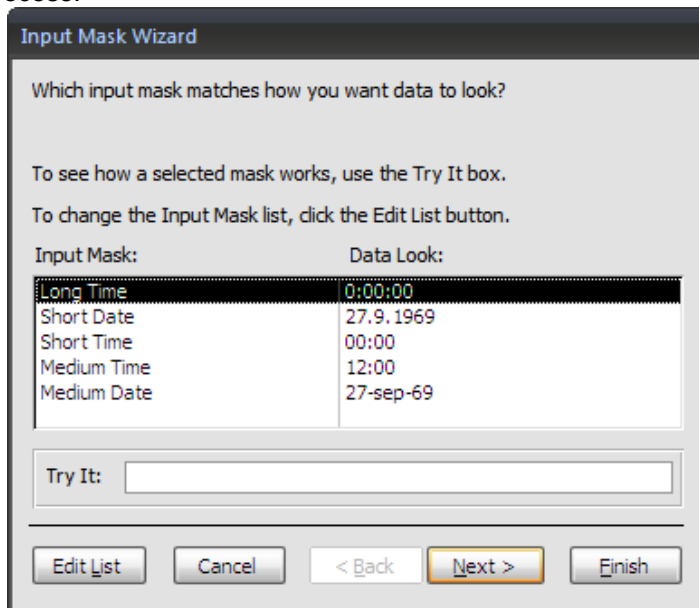 Input Mask Wizard
Which input mask matches how you want data to look?
To see how a selected mask works, use the Try It box.
To change the Input Mask list, click the Edit List button.
Input Mask: Data Look:
Long Time 0:00:00
Short Date 27.9.1969
Short Time 00:00
Medium Time 12:00
Medium Date 27-sep-69
Try It:
Edit List Cancel < Back Next > Finish